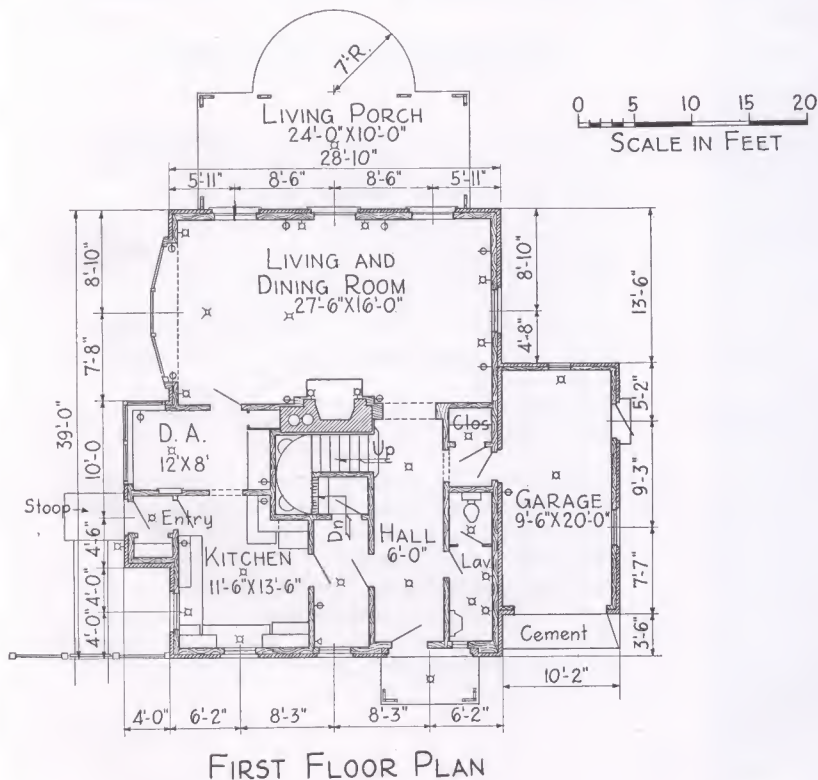 7'R.
LIVING PORCH
24'-0"X10'-0"
28'-10"
5'-11" 8'-6" 8'-6" 5'-11"
0 5 10 15 20
SCALE IN FEET
LIVING AND
DINING ROOM
27'-6"X16'-0"
8'-10"
7'-8"
39'-0"
10'-0
4'-6"
4'-0"
4'-0"
8'-10"
4'-8"
13'-6"
5'-2"
9'-3"
7'-7"
3'-6"
D. A.
12'X8'
Up
Clos
Stoop
Entry
Dn
HALL
6'-0"
GARAGE
9'-6"X20'-0"
KITCHEN
11'-6"X13'-6"
Lav
Cement
10'-2"
4'-0" 6'-2" 8'-3" 8'-3" 6'-2"
FIRST FLOOR PLAN